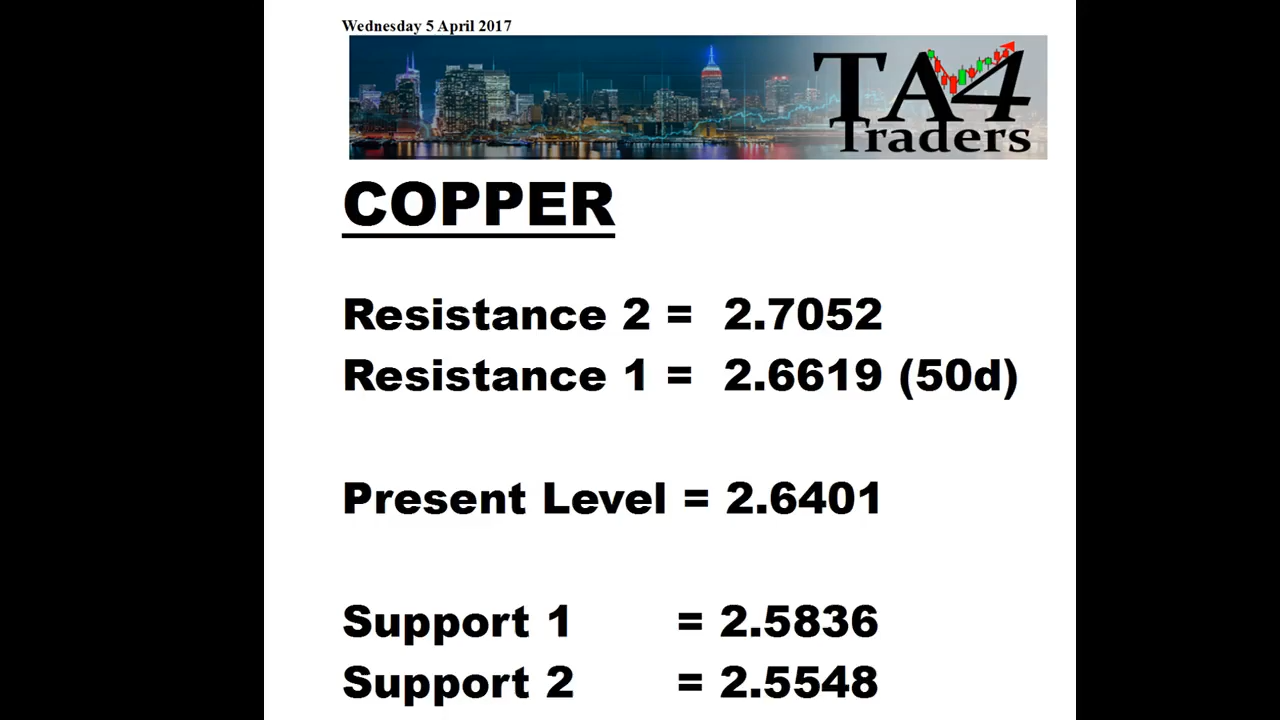 Wednesday 5 April 2017
TA4
Traders
COPPER
Resistance 2 = 2.7052
Resistance 1 = 2.6619 (50d)
Present Level = 2.6401
Support 1 = 2.5836
Support 2 = 2.5548